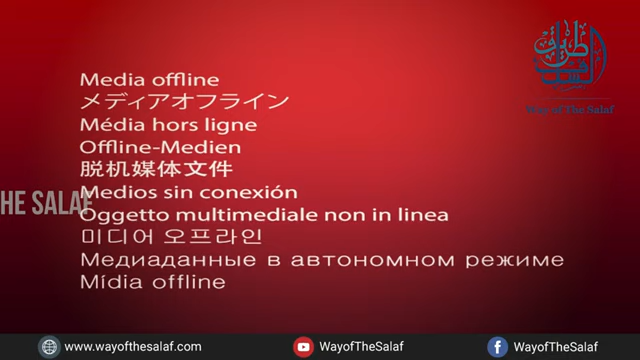 طريق السلف
Way of The Salaf
Media offline
メディアオフライン
Média hors ligne
Offline-Medien
脱机媒体文件
Medios sin conexión
HE SALAF
Oggetto multimediale non in linea
미디어 오프라인
Медиаданные в автономном режиме
Mídia offline
www.wayofthesalaf.com
WayofTheSalaf
WayofTheSalaf